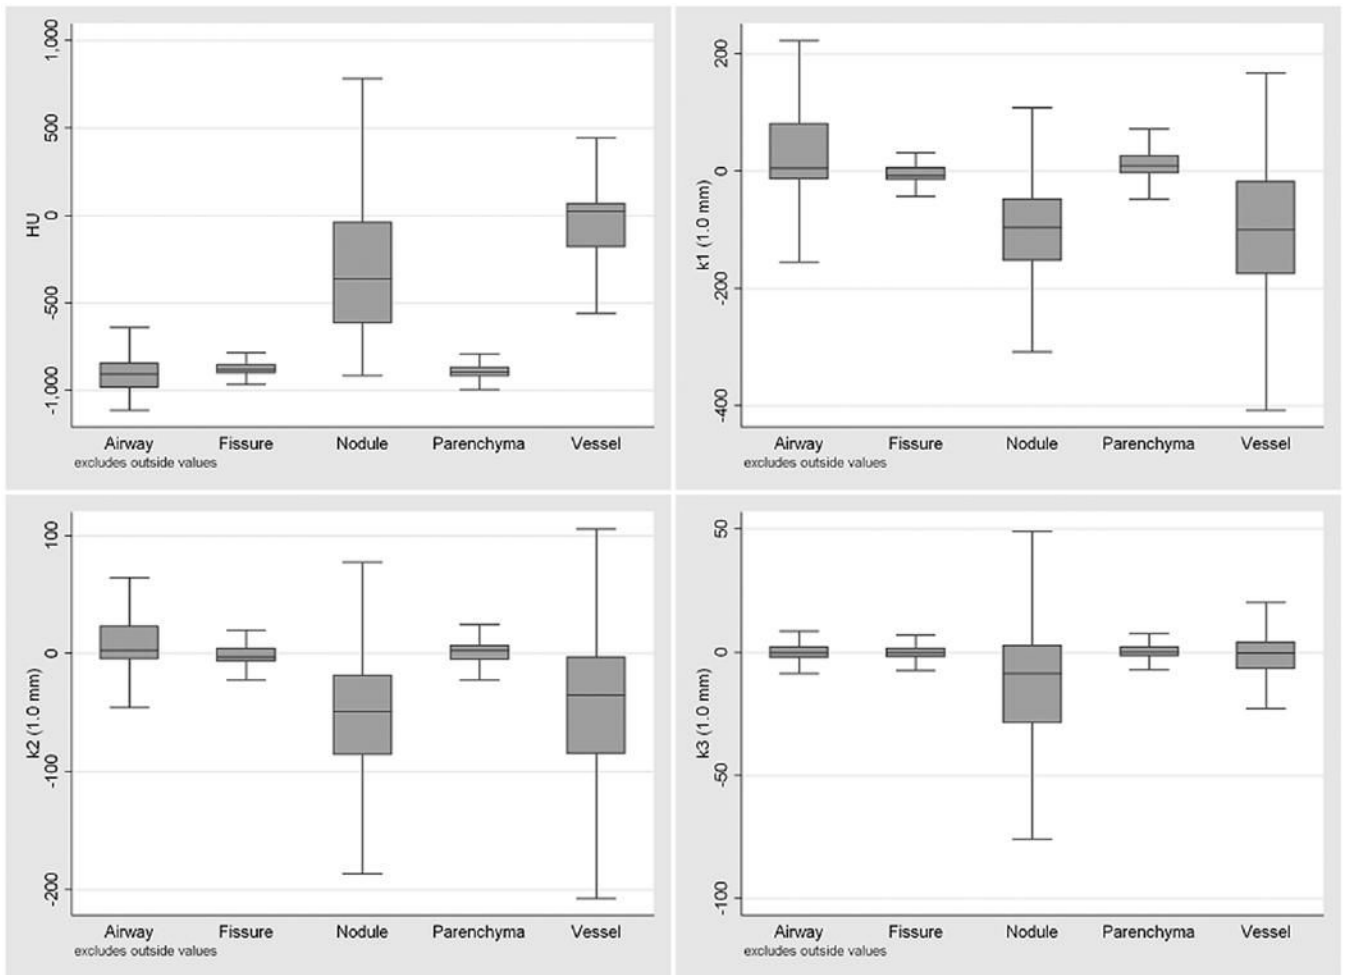 1,000
500
0
-500
-1,000
HU
Airway Fissure Nodule Parenchyma Vessel
excludes outside values
200
0
-200
-400
k1 (1.0 mm)
Airway Fissure Nodule Parenchyma Vessel
excludes outside values
100
0
-100
-200
k2 (1.0 mm)
Airway Fissure Nodule Parenchyma Vessel
excludes outside values
50
0
-50
-100
k3 (1.0 mm)
Airway Fissure Nodule Parenchyma Vessel
excludes outside values